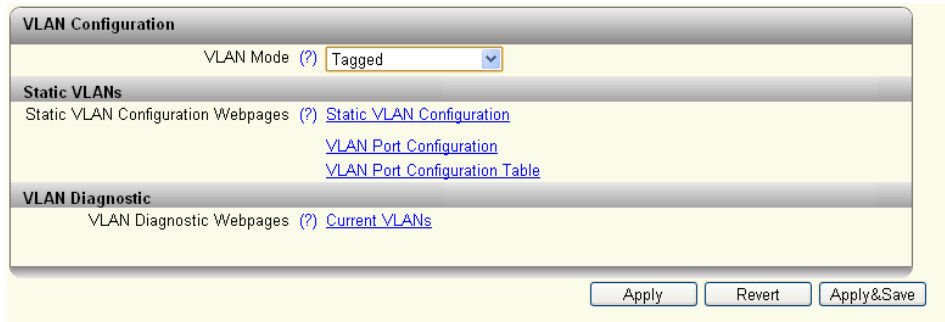 VLAN Configuration
VLAN Mode (?) Tagged
Static VLANs
Static VLAN Configuration Webpages (?) Static VLAN Configuration
VLAN Port Configuration
VLAN Port Configuration Table
VLAN Diagnostic
VLAN Diagnostic Webpages (?) Current VLANs
Apply Revert Apply&Save